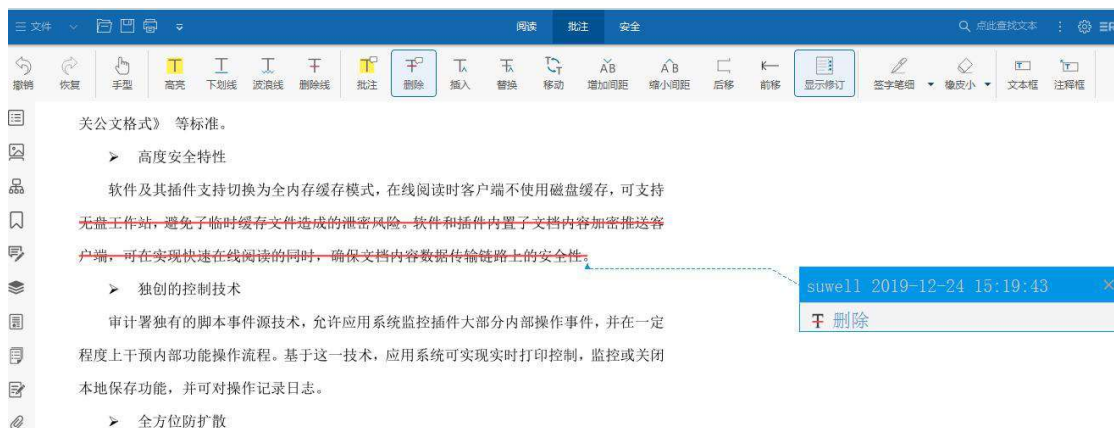 三 文件
阅读 批注 安全
点此查找文本
撤销 恢复 手型 高亮 下划线 波浪线 删除线 批注 删除 插入 替换 移动 增加间距 缩小间距 后移 前移 显示修订 签字笔细 橡皮小 文本框 注释框
关公文格式》 等标准。
➢ 高度安全特性
软件及其插件支持切换为全内存缓存模式，在线阅读时客户端不使用磁盘缓存，可支持
无盘工作站，避免了临时缓存文件造成的泄密风险。软件和插件内置了文档内容加密推送客
户端，可在实现快速在线阅读的同时，确保文档内容数据传输链路上的安全性。
suwell 2019-12-24 15:19:43
删除
➢ 独创的控制技术
审计署独有的脚本事件源技术，允许应用系统监控插件大部分内部操作事件，并在一定
程度上干预内部功能操作流程。基于这一技术，应用系统可实现实时打印控制，监控或关闭
本地保存功能，并可对操作记录日志。
➢ 全方位防扩散